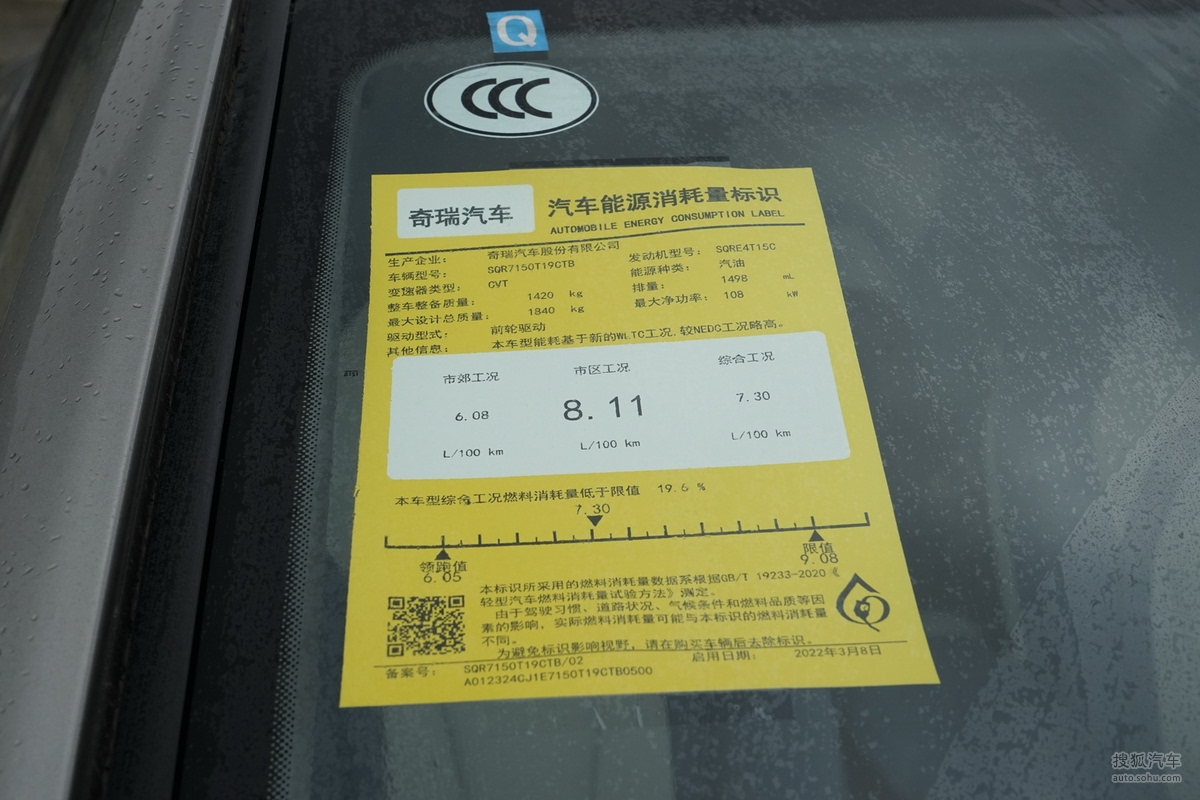 Q
CCC
奇瑞汽车
汽车能源消耗量标识
AUTOMOBILE ENERGY CONSUMPTION LABEL
生产企业: 奇瑞汽车股份有限公司
车辆型号: SQR7150T19CTB
发动机型号: SQRE4T15C
变速器类型: CVT
能源种类: 汽油
整车整备质量: 1420 kg
排量: 1498 mL
最大设计总质量: 1840 kg
最大净功率: 108 kW
驱动型式: 前轮驱动
其他信息: 本车型能耗基于新的WLTC工况,较NEDC工况略高。
市郊工况 市区工况 综合工况
6.08 8.11 7.30
L/100 km L/100 km L/100 km
本车型综合工况燃料消耗量低于限值 19.6 %
7.30
领跑值 限值
6.05 9.08
本标识所采用的燃料消耗量数据系根据GB/T 19233-2020《
轻型汽车燃料消耗量试验方法》测定。
由于驾驶习惯、道路状况、气候条件和燃料品质等因
素的影响, 实际燃料消耗量可能与本标识的燃料消耗量
不同。
为避免标识影响视野, 请在购买车辆后去除标识。
备案号: SQR7150T19CTB/02 启用日期: 2022年3月8日
A012324CJ1E7150T19CTB0500
搜狐汽车
auto.sohu.com